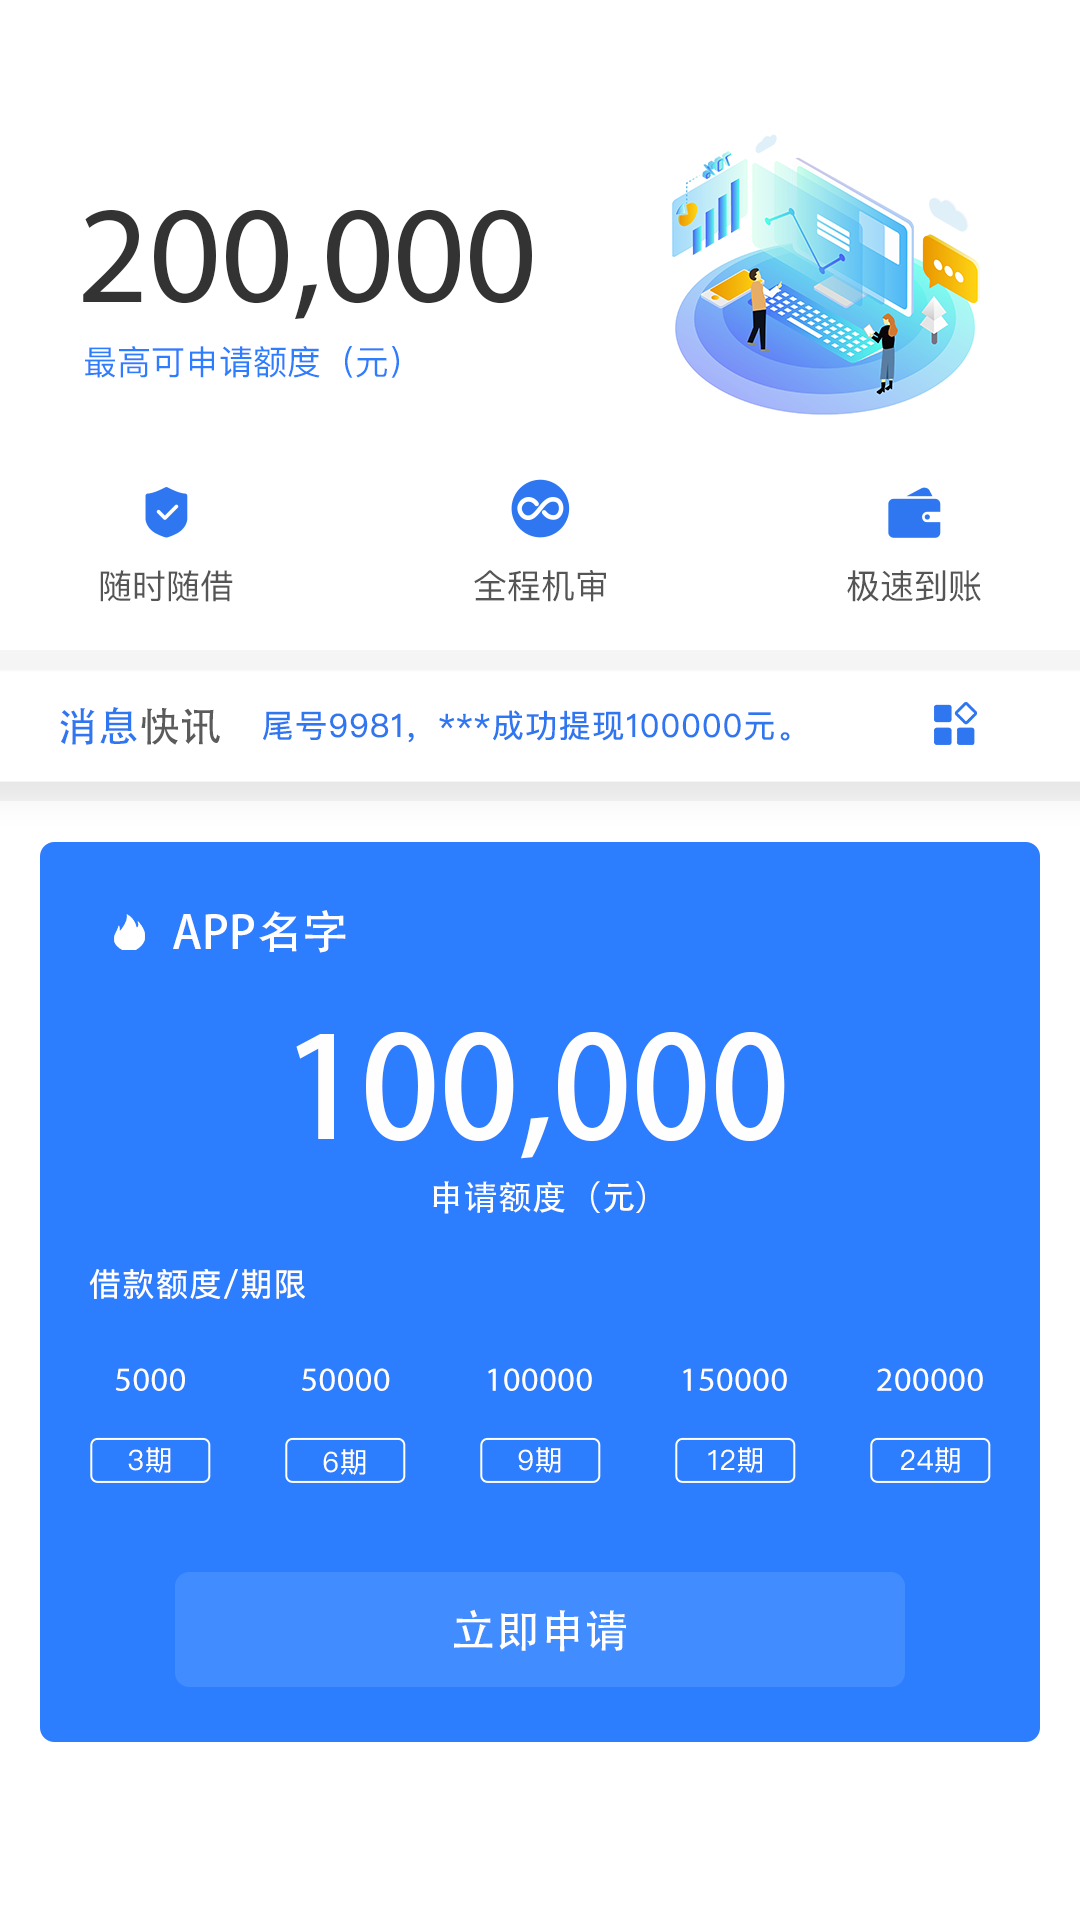 200,000
最高可申请额度（元）
随时随借
全程机审
极速到账
消息快讯 尾号9981，***成功提现100000元。
APP名字
100,000
申请额度（元）
借款额度/期限
5000 50000 100000 150000 200000
3期 6期 9期 12期 24期
立即申请